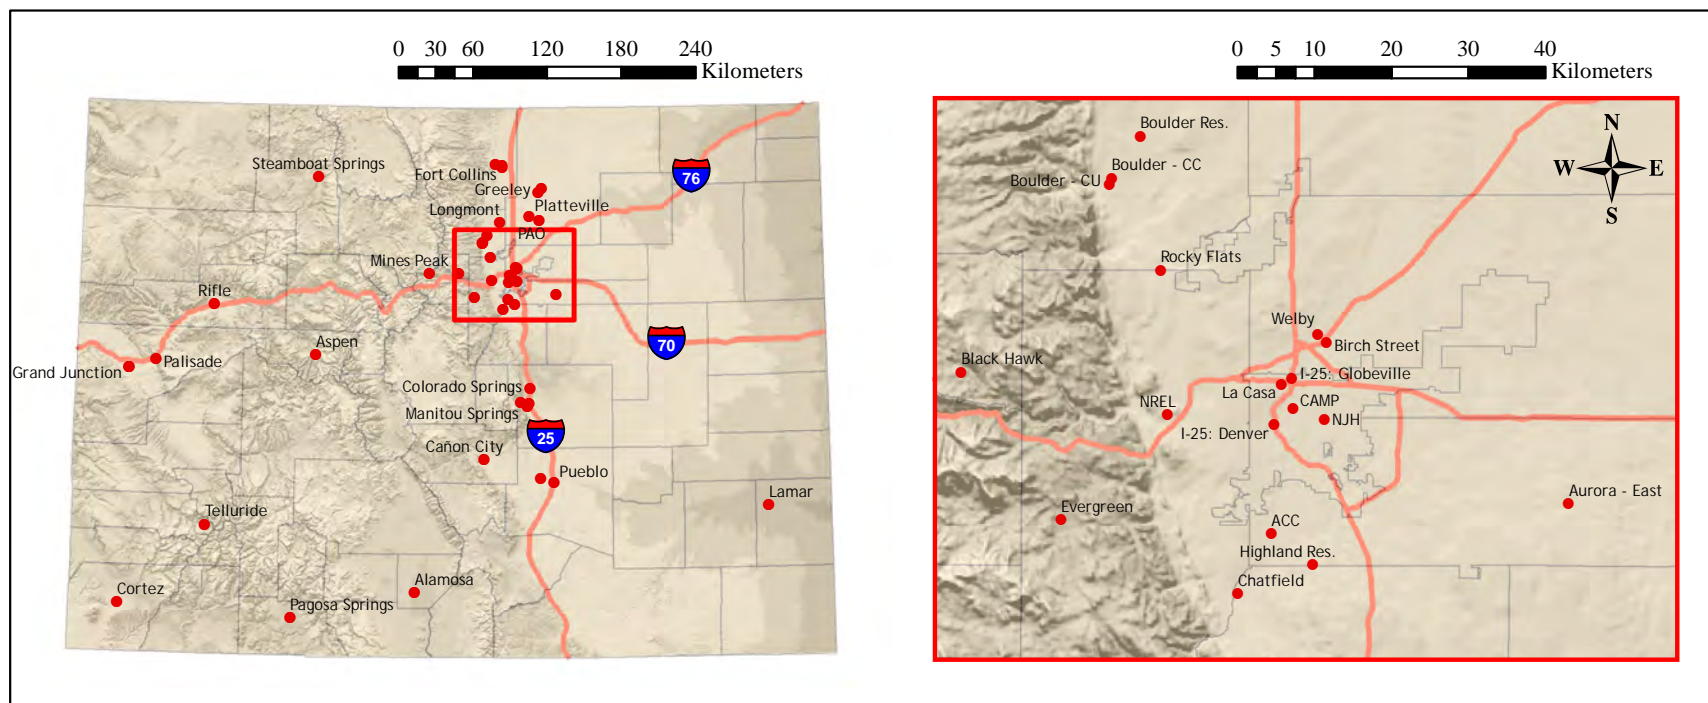 0 30 60 120 180 240
Kilometers
Steamboat Springs
Fort Collins
Greeley
76
Longmont
Platteville
PAO
Mines Peak
Rifle
Aspen
70
Palisade
Grand Junction
Colorado Springs
Manitou Springs
25
Cañon City
Pueblo
Lamar
Telluride
Alamosa
Cortez
Pagosa Springs
0 5 10 20 30 40
Kilometers
Boulder Res.
N
W E
S
Boulder - CC
Boulder - CU
Rocky Flats
Welby
Birch Street
Black Hawk
I-25: Globeville
La Casa
NREL
CAMP
NJH
I-25: Denver
Aurora - East
Evergreen
ACC
Highland Res.
Chatfield